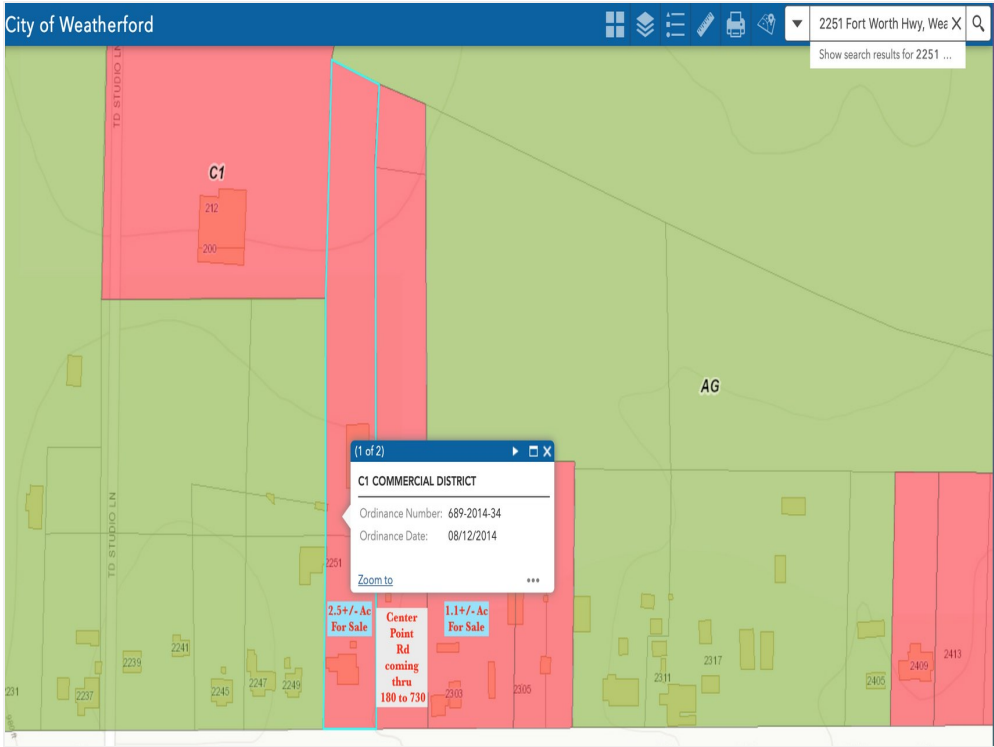 City of Weatherford
2251 Fort Worth Hwy, Wea
Show search results for 2251 ...
TD STUDIO LN
C1
212
200
AG
(1 of 2)
C1 COMMERCIAL DISTRICT
Ordinance Number: 689-2014-34
Ordinance Date: 08/12/2014
Zoom to
TD STUDIO LN
2251
2.5+/- Ac
For Sale
Center
Point
Rd
coming
thru
180 to 730
1.1+/- Ac
For Sale
2241
2239
231
2237
2245
2247
2249
2303
2305
2311
2317
2405
2409
2413